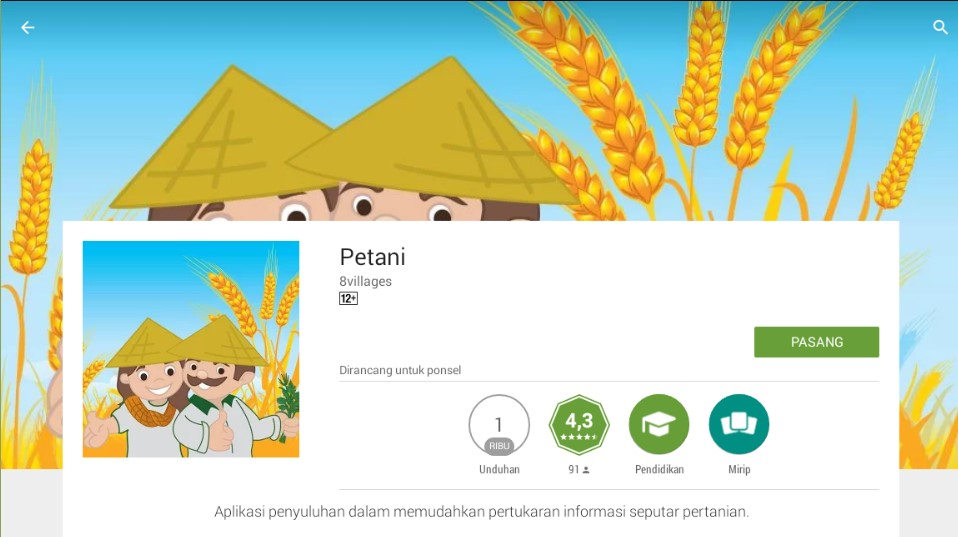 Petani
8villages
12+
PASANG
Dirancang untuk ponsel
1
RIBU
Unduhan
4,3
91
Pendidikan
Mirip
Aplikasi penyuluhan dalam memudahkan pertukaran informasi seputar pertanian.